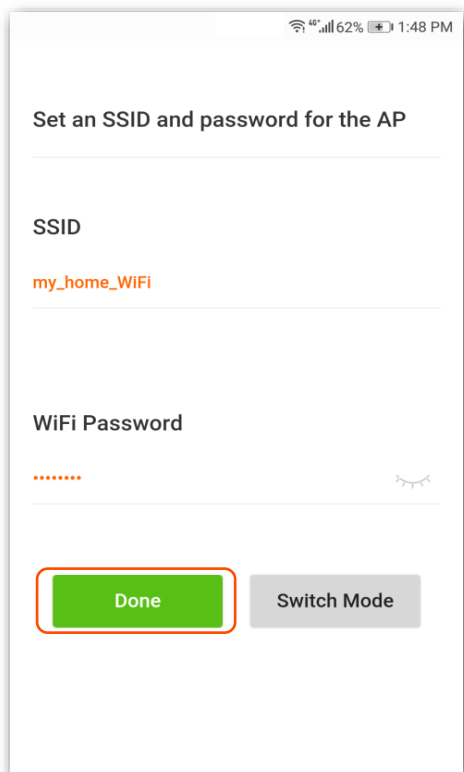 4G+ 62% 1:48 PM
Set an SSID and password for the AP
SSID
my_home_WiFi
WiFi Password
••••••••
Done Switch Mode